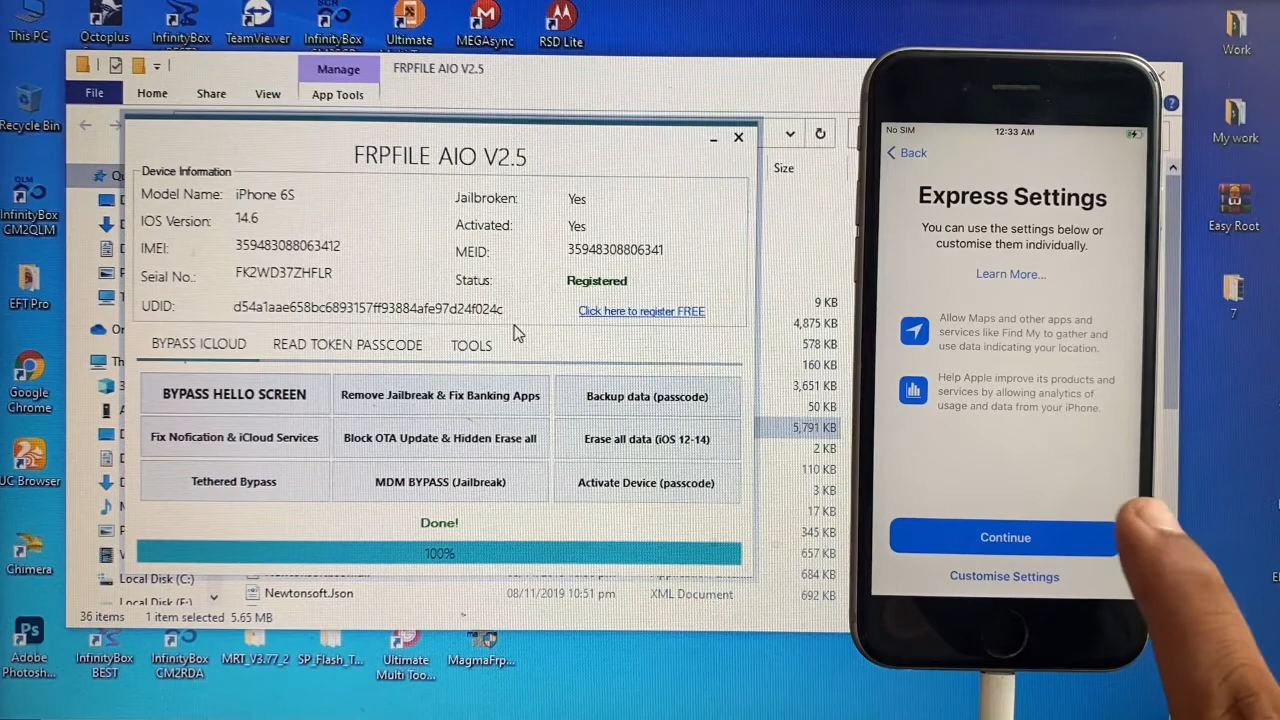 This PC
Octoplus
InfinityBox
BEST2
TeamViewer
InfinityBox
Ultimate
MEGAsync
RSD Lite
Work
Recycle Bin
My work
InfinityBox
CM2QLM
Easy Root
EFT Pro
7
Google
Chrome
UC Browser
Chimera
Adobe
Photosh...
InfinityBox
BEST
InfinityBox
CM2RDA
MRT_V3.77_2
SP_Flash_T...
Ultimate
Multi Too...
MagmaFrp...
Manage
FRPFILE AIO V2.5
File
Home
Share
View
App Tools
Size
9 KB
4,875 KB
578 KB
160 KB
3,651 KB
50 KB
5,791 KB
2 KB
110 KB
3 KB
17 KB
345 KB
657 KB
684 KB
692 KB
Local Disk (C:)
Newtonsoft.Json
08/11/2019 10:51 pm
XML Document
36 items
1 item selected 5.65 MB
FRPFILE AIO V2.5
Device Information
Model Name: iPhone 6S
Jailbroken: Yes
IOS Version: 14.6
Activated: Yes
IMEI: 359483088063412
MEID: 35948308806341
Seial No.: FK2WD37ZHFLR
Status: Registered
UDID: d54a1aae658bc6893157ff93884afe97d24f024c
Click here to register FREE
BYPASS ICLOUD
READ TOKEN PASSCODE
TOOLS
BYPASS HELLO SCREEN
Remove Jailbreak & Fix Banking Apps
Backup data (passcode)
Fix Nofication & iCloud Services
Block OTA Update & Hidden Erase all
Erase all data (iOS 12-14)
Tethered Bypass
MDM BYPASS (Jailbreak)
Activate Device (passcode)
Done!
100%
No SIM
12:33 AM
Back
Express Settings
You can use the settings below or
customise them individually.
Learn More...
Allow Maps and other apps and
services like Find My to gather and
use data indicating your location.
Help Apple improve its products and
services by allowing analytics of
usage and data from your iPhone.
Continue
Customise Settings